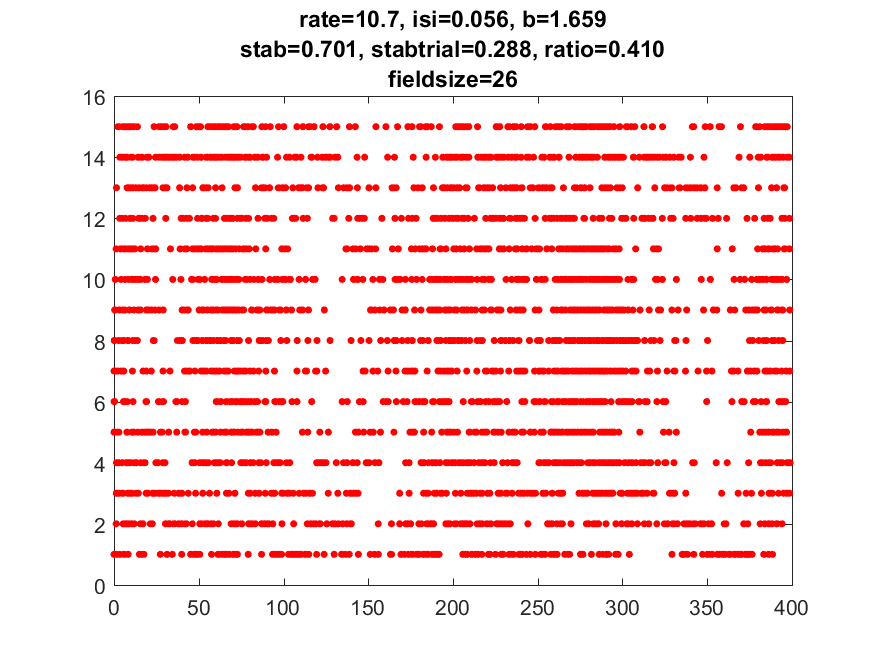 rate=10.7, isi=0.056, b=1.659
stab=0.701, stabtrial=0.288, ratio=0.410
fieldsize=26
16
14
12
10
8
6
4
2
0
0 50 100 150 200 250 300 350 400